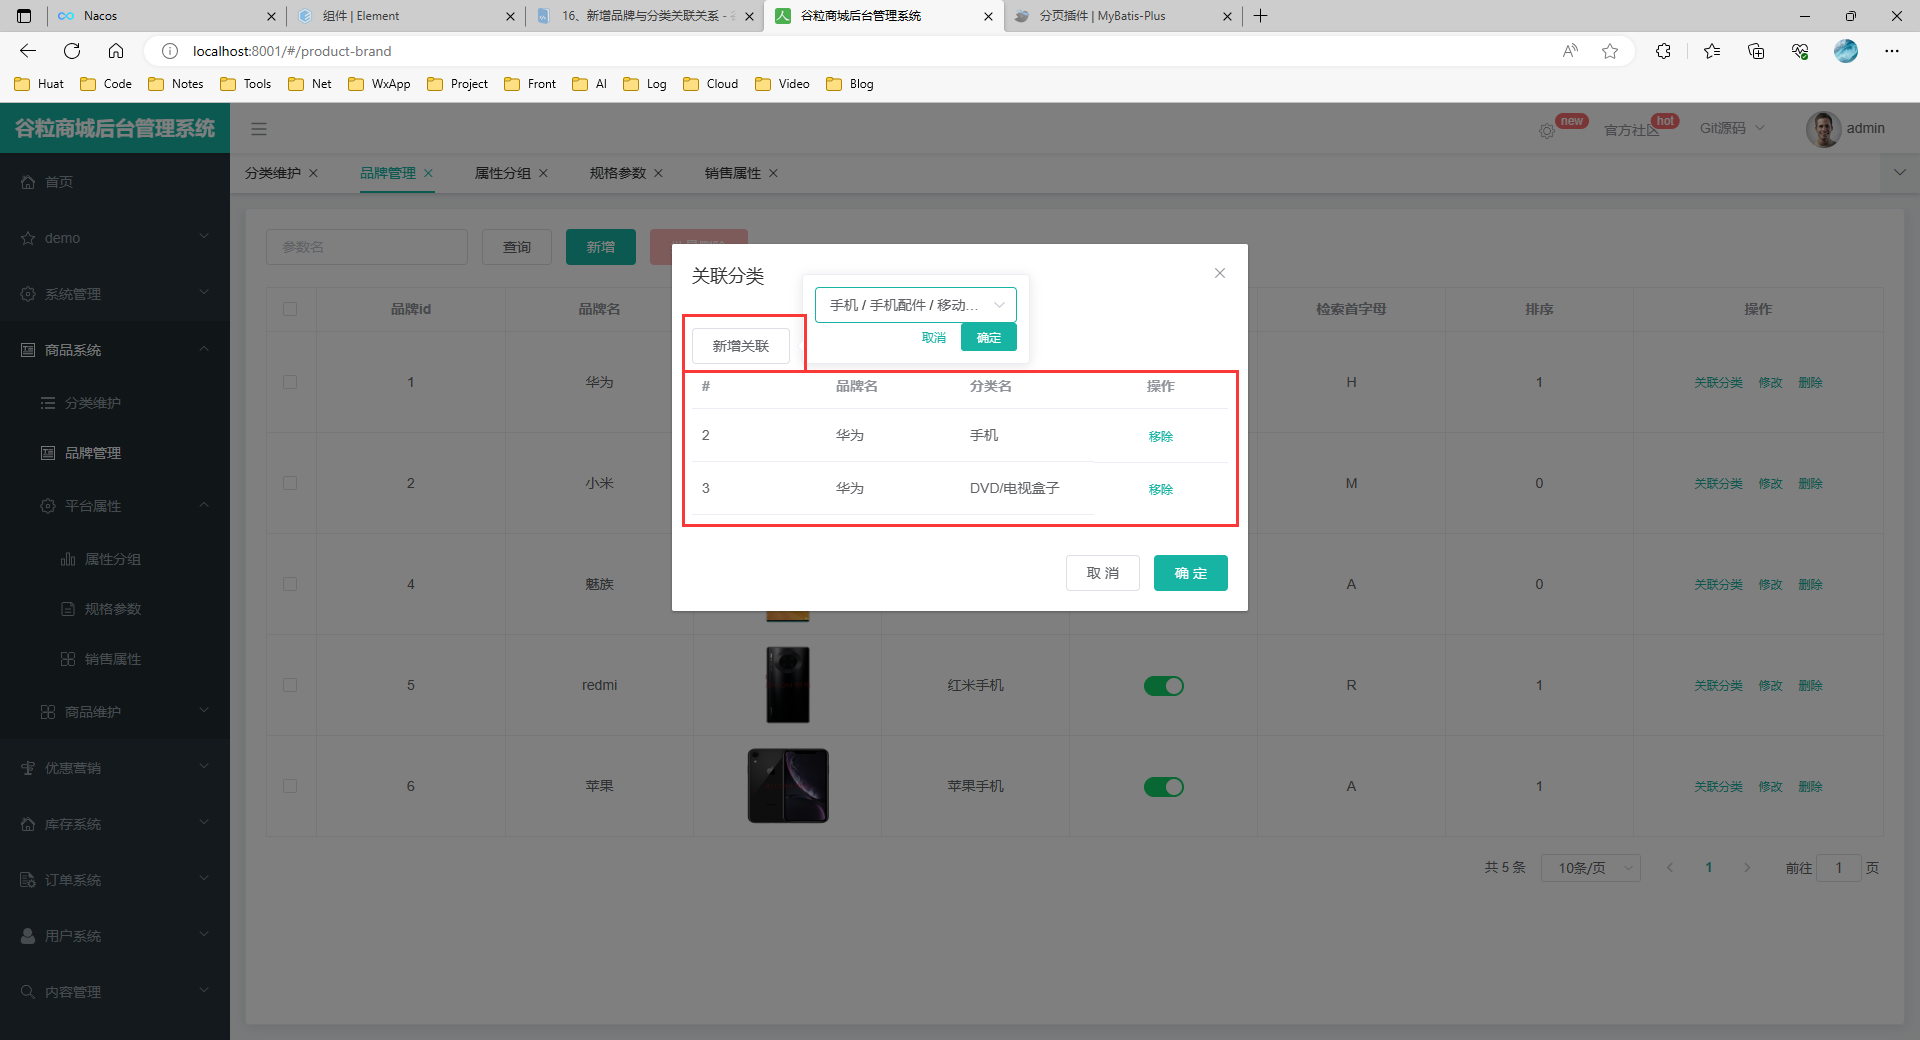 Nacos
组件 | Element
16、新增品牌与分类关联关系 -
谷粒商城后台管理系统
分页插件 | MyBatis-Plus
localhost:8001/#/product-brand
Huat
Code
Notes
Tools
Net
WxApp
Project
Front
AI
Log
Cloud
Video
Blog
谷粒商城后台管理系统
new
官方社区
hot
Git源码
admin
首页
demo
系统管理
商品系统
分类维护
品牌管理
平台属性
属性分组
规格参数
销售属性
商品维护
优惠营销
库存系统
订单系统
用户系统
内容管理
分类维护
品牌管理
属性分组
规格参数
销售属性
参数名
查询
新增
品牌id 品牌名 检索首字母 排序 操作
1 华为 H 1 关联分类 修改 删除
2 小米 M 0 关联分类 修改 删除
4 魅族 A 0 关联分类 修改 删除
5 redmi 红米手机 R 1 关联分类 修改 删除
6 苹果 苹果手机 A 1 关联分类 修改 删除
共 5 条 10条/页 1 前往 1 页
关联分类
手机 / 手机配件 / 移动...
取消 确定
新增关联
# 品牌名 分类名 操作
2 华为 手机 移除
3 华为 DVD/电视盒子 移除
取 消 确 定